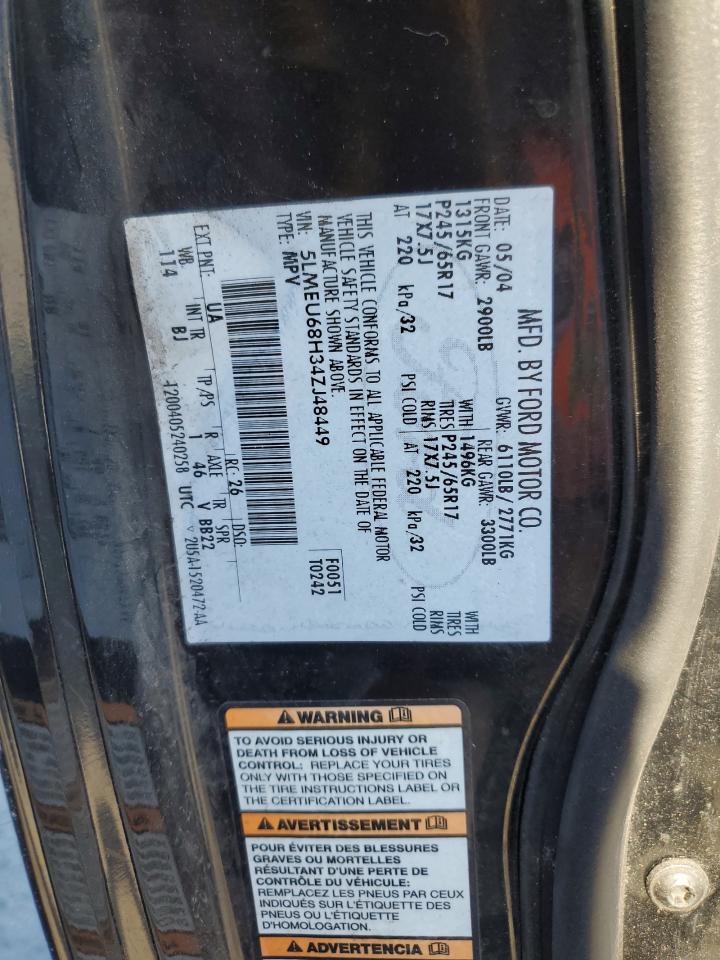 MFD. BY FORD MOTOR CO.
DATE: 05/04 GVWR: 6110LB/ 2771KG
FRONT GAWR: 2900LB REAR GAWR: 3300LB
1315KG WITH 1496KG WITH
P245/65R17 TIRES P245/65R17 TIRES
17X7.5J RIMS 17X7.5J RIMS
AT 220 kPa/32 PSI COLD AT 220 kPa/32 PSI COLD
THIS VEHICLE CONFORMS TO ALL APPLICABLE FEDERAL MOTOR
VEHICLE SAFETY STANDARDS IN EFFECT ON THE DATE OF
MANUFACTURE SHOWN ABOVE.
VIN: 5LMEU68H34ZJ48449 F0051
TYPE: MPV T0242
RC: 26 DSO:
EXT PNT: UA
WB INT TR TP/PS R AXLE TR SPR
114 BJ 1 46 V BB22
I20040524025B UTC ▽ 2U5A-1520472-AA
WARNING
TO AVOID SERIOUS INJURY OR
DEATH FROM LOSS OF VEHICLE
CONTROL: REPLACE YOUR TIRES
ONLY WITH THOSE SPECIFIED ON
THE TIRE INSTRUCTIONS LABEL OR
THE CERTIFICATION LABEL.
AVERTISSEMENT
POUR ÉVITER DES BLESSURES
GRAVES OU MORTELLES
RÉSULTANT D'UNE PERTE DE
CONTRÔLE DU VÉHICULE:
REMPLACEZ LES PNEUS PAR CEUX
INDIQUÉS SUR L'ÉTIQUETTE DES
PNEUS OU L'ÉTIQUETTE
D'HOMOLOGATION.
ADVERTENCIA